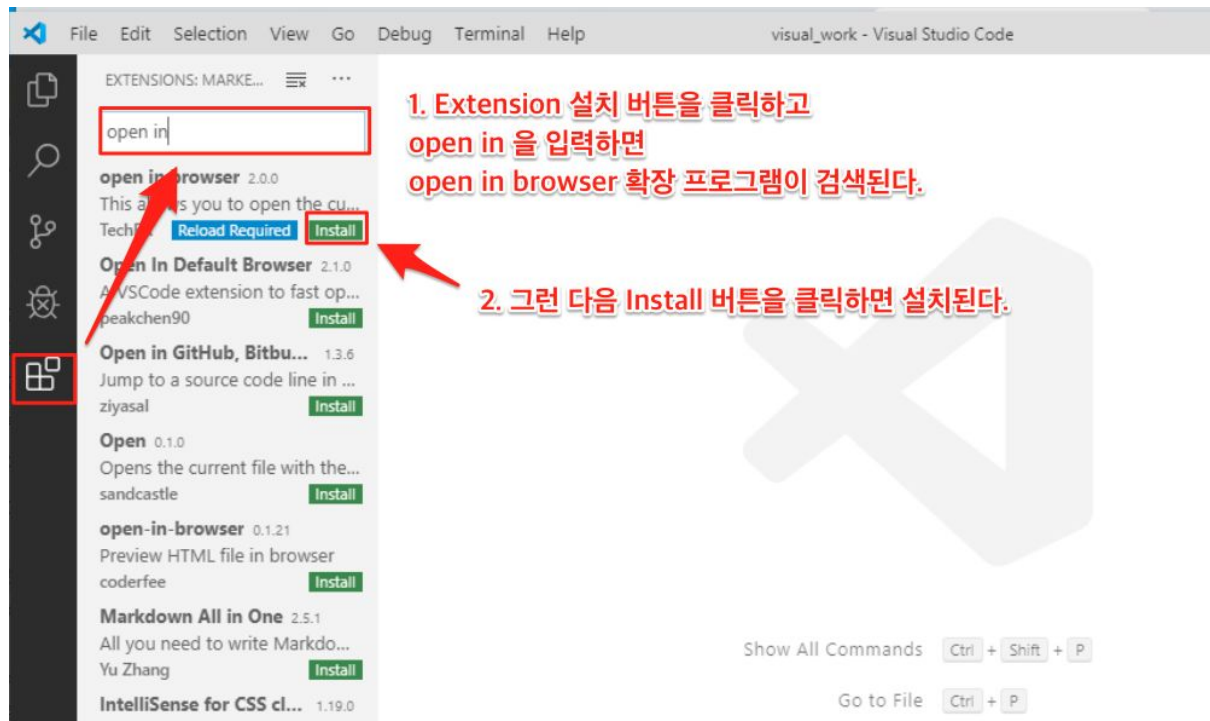 File Edit Selection View Go Debug Terminal Help visual_work - Visual Studio Code
EXTENSIONS: MARKE...
open in
1. Extension 설치 버튼을 클릭하고
open in 을 입력하면
open in browser 확장 프로그램이 검색된다.
open in browser 2.0.0
This allows you to open the cu...
Reload Required Install
2. 그런 다음 Install 버튼을 클릭하면 설치된다.
Open In Default Browser 2.1.0
A VSCode extension to fast op...
peakchen90 Install
Open in GitHub, Bitbu... 1.3.6
Jump to a source code line in ...
ziyasal Install
Open 0.1.0
Opens the current file with the...
sandcastle Install
open-in-browser 0.1.21
Preview HTML file in browser
coderfee Install
Markdown All in One 2.5.1
All you need to write Markdo...
Yu Zhang Install
IntelliSense for CSS cl... 1.19.0
Show All Commands Ctrl + Shift + P
Go to File Ctrl + P